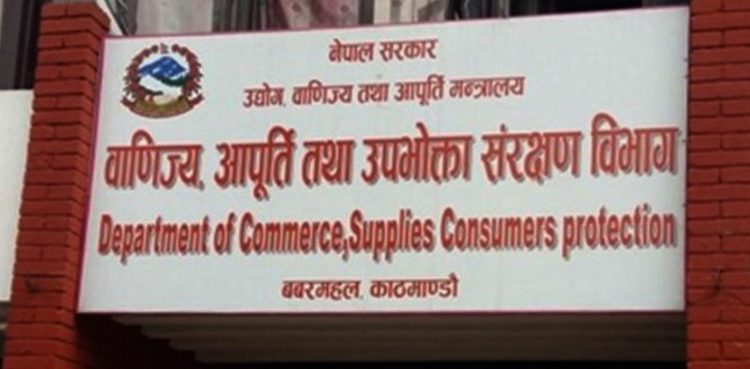 नेपाल सरकार
उद्योग, वाणिज्य तथा आपूर्ति मन्त्रालय
वाणिज्य, आपूर्ति तथा उपभोक्ता संरक्षण विभाग
Department of Commerce,Supplies Consumers protection
बबरमहल, काठमाण्डौ